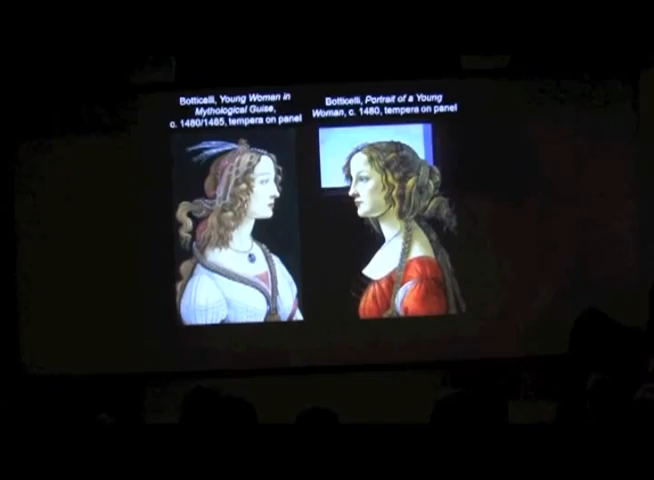 Botticelli, Young Woman in
Mythological Guise,
c. 1480/1485, tempera on panel
Botticelli, Portrait of a Young
Woman, c. 1480, tempera on panel